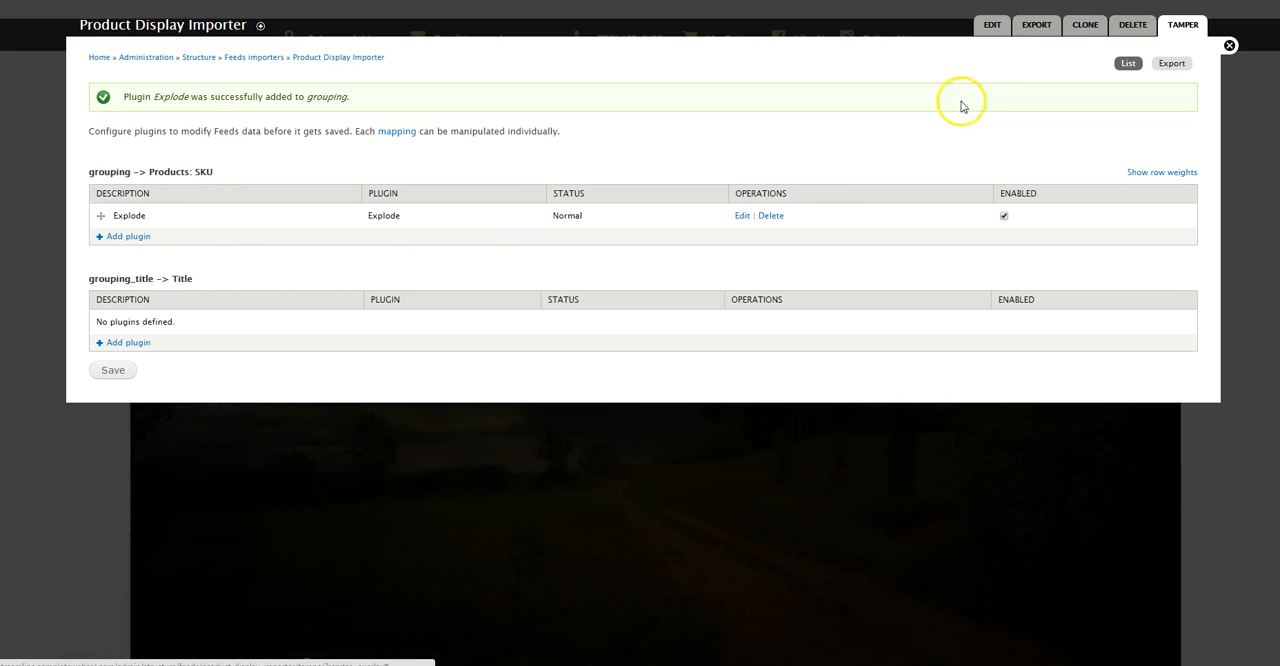 Product Display Importer
EDIT EXPORT CLONE DELETE TAMPER
Home » Administration » Structure » Feeds importers » Product Display Importer
List Export
Plugin Explode was successfully added to grouping.
Configure plugins to modify Feeds data before it gets saved. Each mapping can be manipulated individually.
grouping -> Products: SKU
Show row weights
DESCRIPTION PLUGIN STATUS OPERATIONS ENABLED
Explode Explode Normal Edit | Delete
Add plugin
grouping_title -> Title
DESCRIPTION PLUGIN STATUS OPERATIONS ENABLED
No plugins defined.
Add plugin
Save